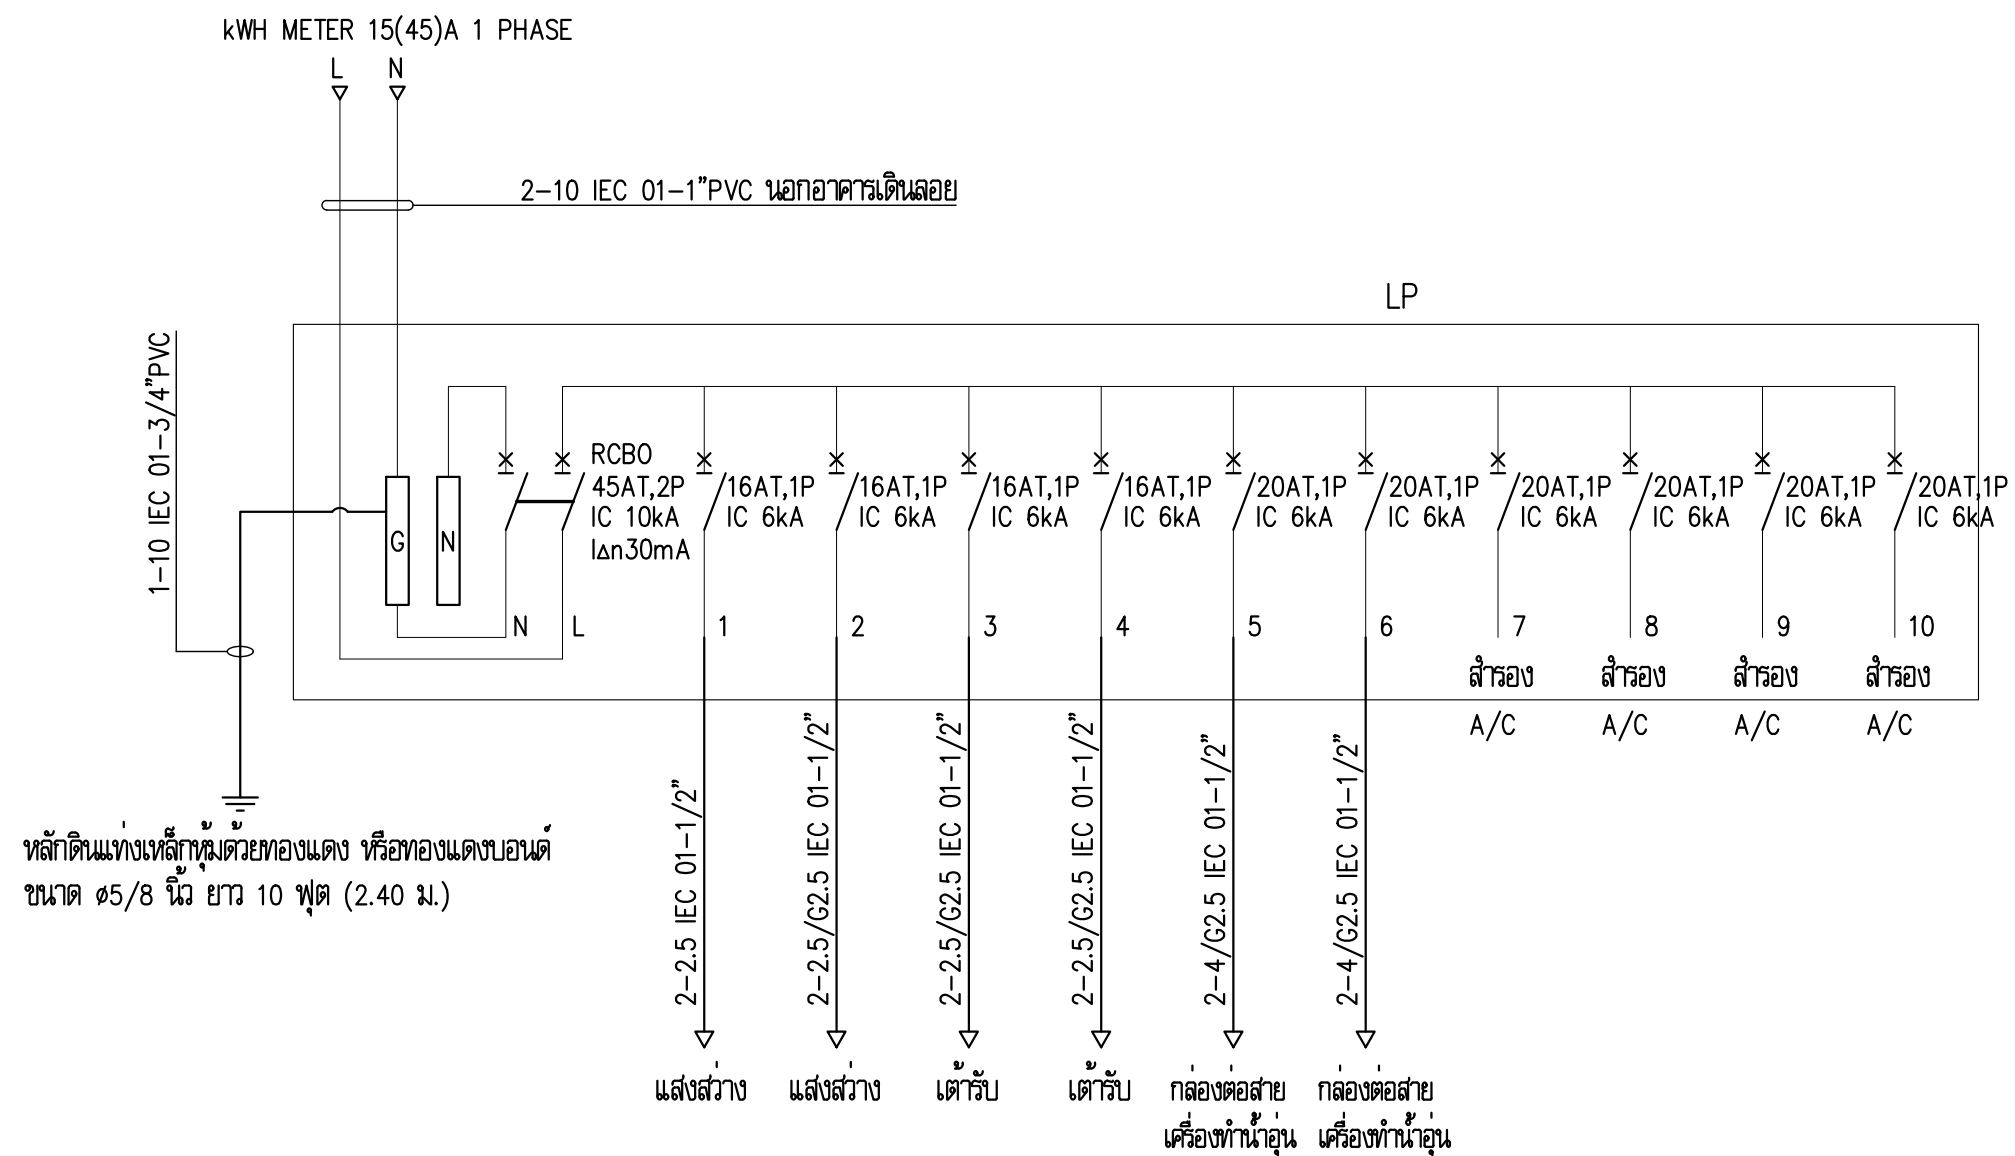 kWH METER 15(45)A 1 PHASE
L
N
2-10 IEC 01-1"PVC นอกอาคารเดินลอย
LP
1-10 IEC 01-3/4"PVC
G
N
RCBO
45AT,2P
IC 10kA
I∆n30mA
16AT,1P
IC 6kA
16AT,1P
IC 6kA
16AT,1P
IC 6kA
16AT,1P
IC 6kA
20AT,1P
IC 6kA
20AT,1P
IC 6kA
20AT,1P
IC 6kA
20AT,1P
IC 6kA
20AT,1P
IC 6kA
20AT,1P
IC 6kA
N
L
1
2
3
4
5
6
7
8
9
10
สำรอง
สำรอง
สำรอง
สำรอง
A/C
A/C
A/C
A/C
2-2.5 IEC 01-1/2"
2-2.5/G2.5 IEC 01-1/2"
2-2.5/G2.5 IEC 01-1/2"
2-2.5/G2.5 IEC 01-1/2"
2-4/G2.5 IEC 01-1/2"
2-4/G2.5 IEC 01-1/2"
หลักดินแท่งเหล็กหุ้มด้วยทองแดง หรือทองแดงบอนด์
ขนาด ø5/8 นิ้ว ยาว 10 ฟุต (2.40 ม.)
แสงสว่าง
แสงสว่าง
เต้ารับ
เต้ารับ
กล่องต่อสาย
เครื่องทำน้ำอุ่น
กล่องต่อสาย
เครื่องทำน้ำอุ่น